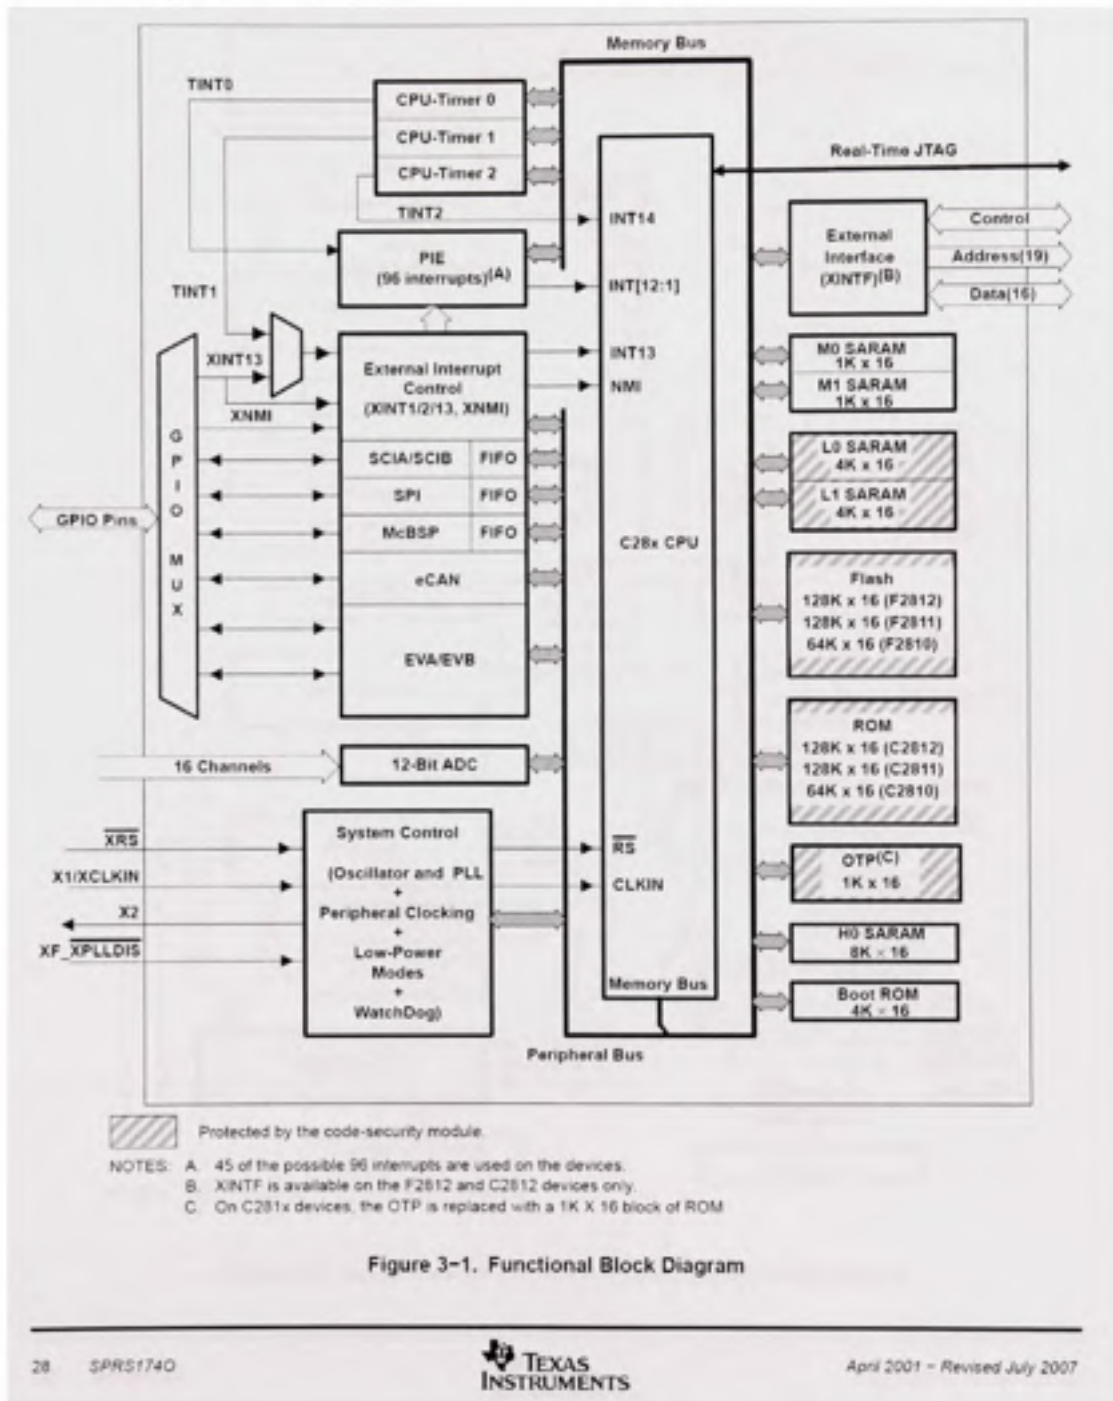 Memory Bus
TINT0
CPU-Timer 0
CPU-Timer 1
CPU-Timer 2
Real-Time JTAG
TINT2
INT14
PIE
(96 interrupts)(A)
INT[12:1]
External
Interface
(XINTF)(B)
Control
Address(19)
Data(16)
TINT1
XINT13
XNMI
External Interrupt
Control
(XINT1/2/13, XNMI)
INT13
NMI
M0 SARAM
1K x 16
M1 SARAM
1K x 16
L0 SARAM
4K x 16
L1 SARAM
4K x 16
GPIO MUX
GPIO Pins
SCIA/SCIB
FIFO
SPI
FIFO
McBSP
FIFO
eCAN
EVA/EVB
C28x CPU
Flash
128K x 16 (F2812)
128K x 16 (F2811)
64K x 16 (F2810)
ROM
128K x 16 (C2812)
128K x 16 (C2811)
64K x 16 (C2810)
16 Channels
12-Bit ADC
XRS
X1/XCLKIN
X2
XF_XPLLDIS
System Control
(Oscillator and PLL
+
Peripheral Clocking
+
Low-Power
Modes
+
WatchDog)
RS
CLKIN
Memory Bus
OTP(C)
1K x 16
H0 SARAM
8K × 16
Boot ROM
4K × 16
Peripheral Bus
Protected by the code-security module.
NOTES: A. 45 of the possible 96 interrupts are used on the devices.
B. XINTF is available on the F2812 and C2812 devices only.
C. On C281x devices, the OTP is replaced with a 1K X 16 block of ROM
Figure 3−1. Functional Block Diagram
28 SPRS174O
TEXAS
INSTRUMENTS
April 2001 − Revised July 2007